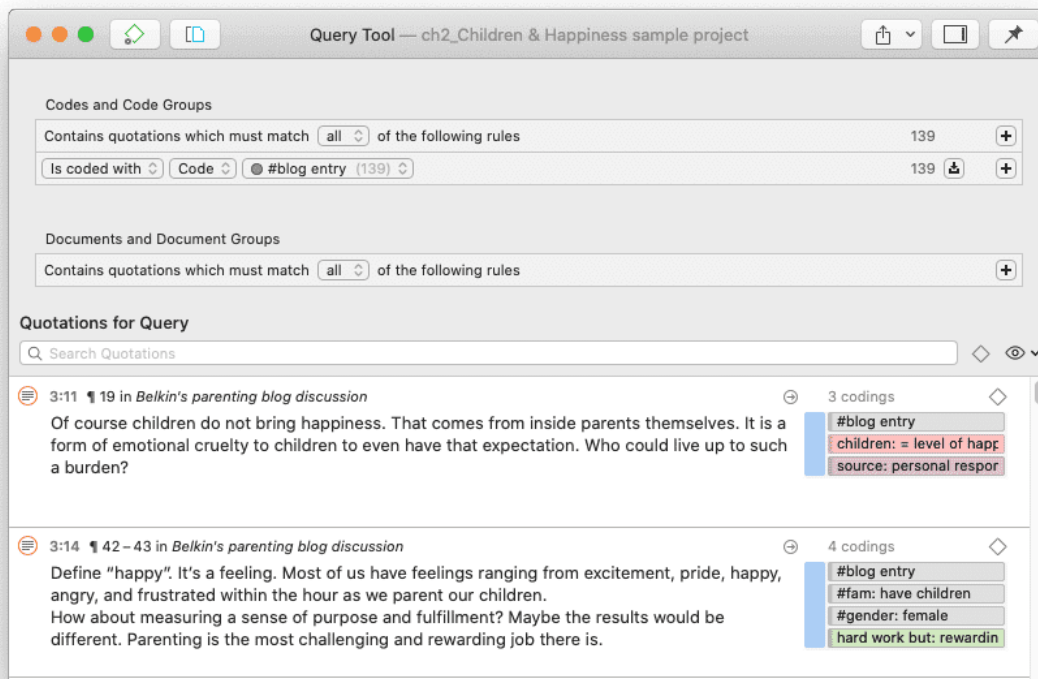 Query Tool — ch2_Children & Happiness sample project
Codes and Code Groups
Contains quotations which must match all of the following rules 139
Is coded with Code #blog entry (139) 139
Documents and Document Groups
Contains quotations which must match all of the following rules
Quotations for Query
Search Quotations
3:11 ¶ 19 in Belkin's parenting blog discussion 3 codings
Of course children do not bring happiness. That comes from inside parents themselves. It is a
form of emotional cruelty to children to even have that expectation. Who could live up to such
a burden?
#blog entry
children: = level of happ
source: personal respor
3:14 ¶ 42 – 43 in Belkin's parenting blog discussion 4 codings
Define “happy”. It’s a feeling. Most of us have feelings ranging from excitement, pride, happy,
angry, and frustrated within the hour as we parent our children.
How about measuring a sense of purpose and fulfillment? Maybe the results would be
different. Parenting is the most challenging and rewarding job there is.
#blog entry
#fam: have children
#gender: female
hard work but: rewardin